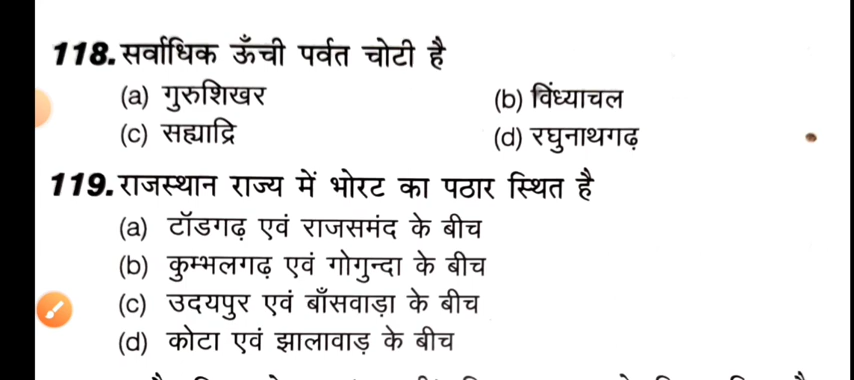 118. सर्वाधिक ऊँची पर्वत चोटी है
(a) गुरुशिखर (b) विंध्याचल
(c) सह्याद्रि (d) रघुनाथगढ़
119. राजस्थान राज्य में भोरट का पठार स्थित है
(a) टॉडगढ़ एवं राजसमंद के बीच
(b) कुम्भलगढ़ एवं गोगुन्दा के बीच
(c) उदयपुर एवं बाँसवाड़ा के बीच
(d) कोटा एवं झालावाड़ के बीच